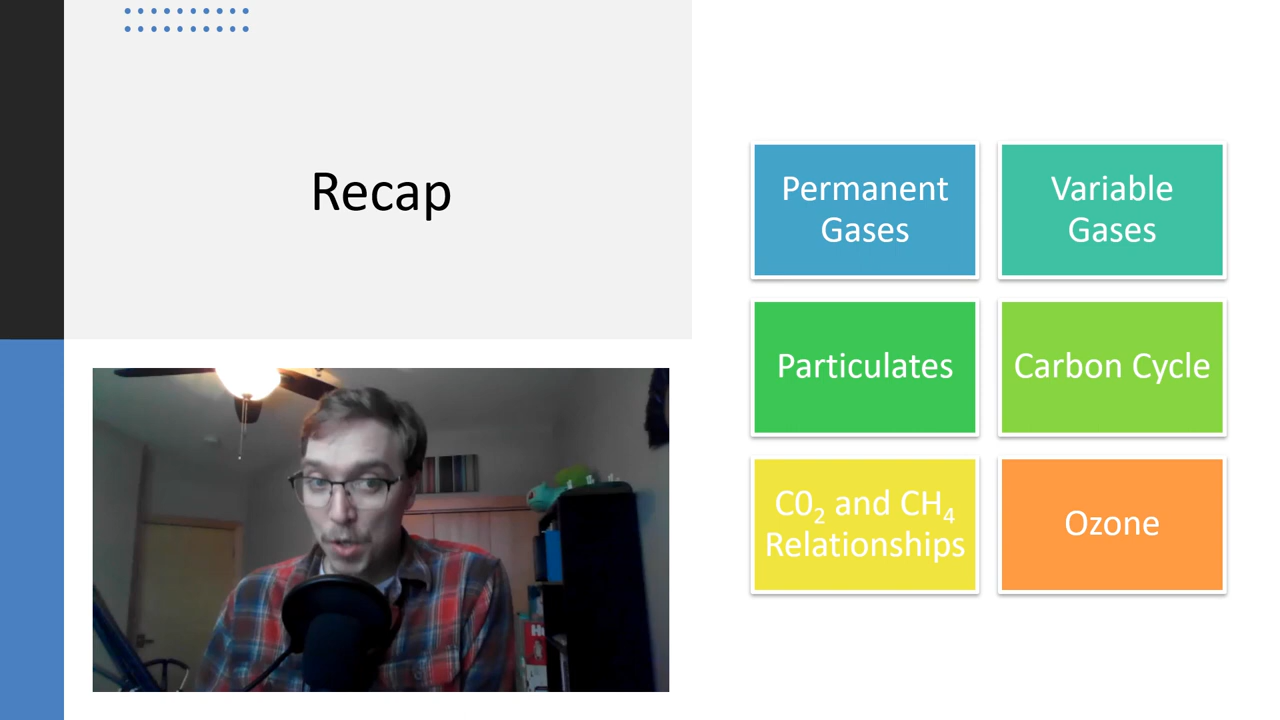 Recap
Permanent
Gases
Variable
Gases
Particulates
Carbon Cycle
C0₂ and CH₄
Relationships
Ozone